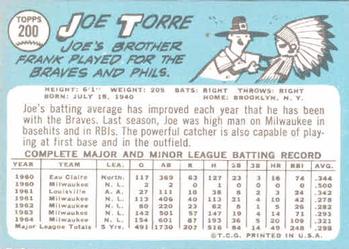 TOPPS
200
JOE TORRE
JOE'S BROTHER
FRANK PLAYED FOR THE
BRAVES AND PHILS.
HEIGHT: 6'1" WEIGHT: 205 BATS: RIGHT THROWS: RIGHT
BORN: JULY 18, 1940 HOME: BROOKLYN, N. Y.
Joe's batting average has improved each year that he has been
with the Braves. Last season, Joe was high man on Milwaukee in
basehits and in RBIs. The powerful catcher is also capable of play-
ing at first base and in the outfield.
COMPLETE MAJOR AND MINOR LEAGUE BATTING RECORD
YEAR TEAM LEA. G AB R H 2B 3B HR RBI AVG.
1960 Eau Claire North. 117 369 63 127 23 3 16 74 .344
1960 Milwaukee N. L. 2 2 0 1 0 0 0 0 .500
1961 Louisville A. A. 27 111 18 38 8 2 3 24 .342
1961 Milwaukee N. L. 113 406 40 113 21 4 10 42 .278
1962 Milwaukee N. L. 220 23 62 8 1 5 26 .282
1963 Milwaukee N. L. 142 501 57 147 19 4 14 71 .293
1964 Milwaukee N. L. 154 601 87 193 36 5 20 109 .321
Major League Totals 5 Yrs. 491 1730 207 516 84 14 49 248 .298
©T.C.G. PRINTED IN U.S.A.